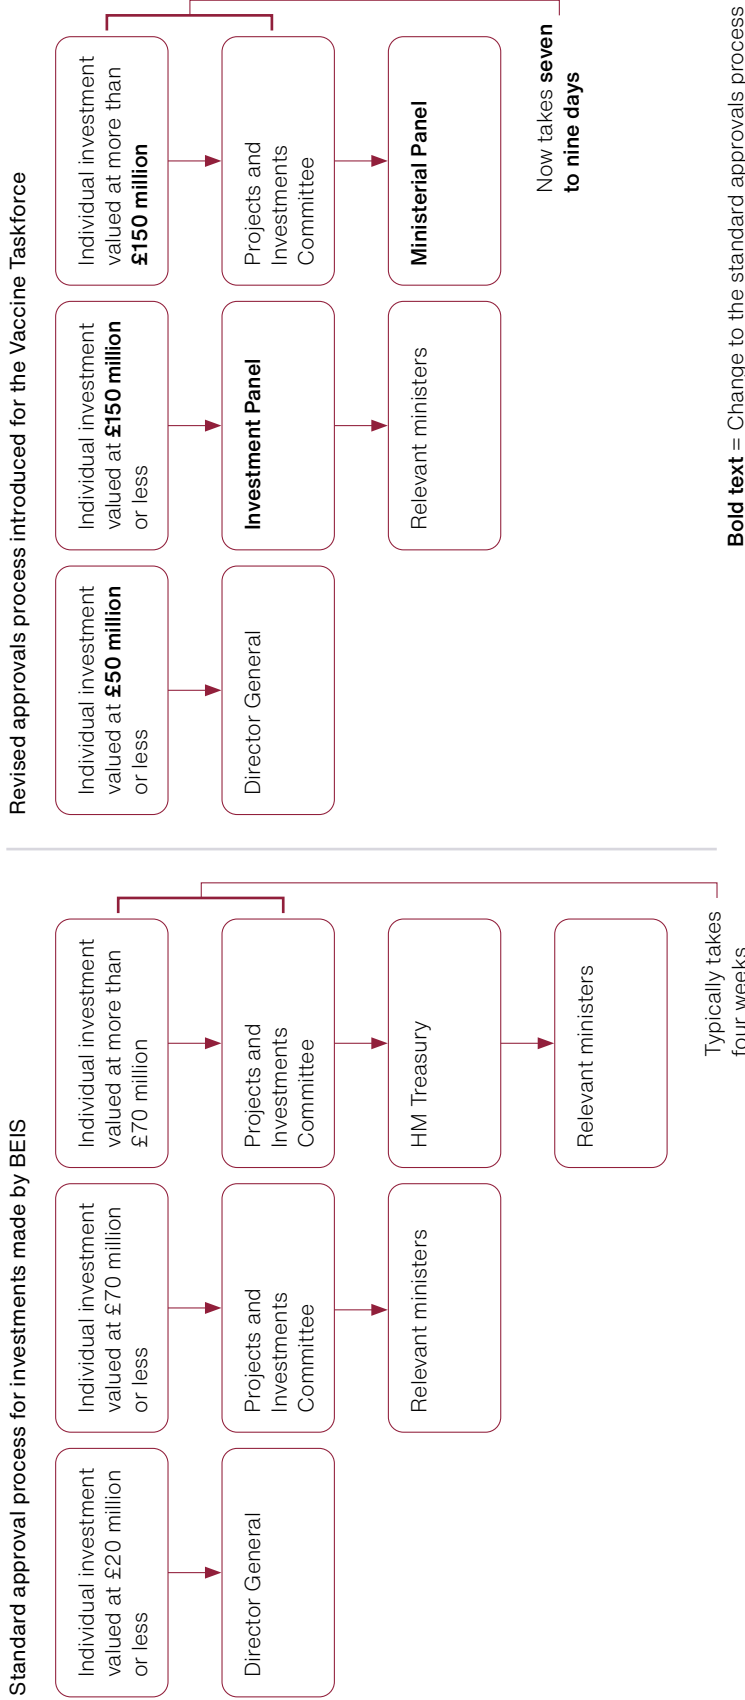 Standard approval process for investments made by BEIS
Individual investment
valued at £20 million
or less
Director General
Individual investment
valued at £70 million
or less
Projects and
Investments
Committee
Relevant ministers
Individual investment
valued at more than
£70 million
Projects and
Investments
Committee
HM Treasury
Relevant ministers
Typically takes
four weeks
Revised approvals process introduced for the Vaccine Taskforce
Individual investment
valued at £50 million
or less
Director General
Individual investment
valued at £150 million
or less
Investment Panel
Relevant ministers
Individual investment
valued at more than
£150 million
Projects and
Investments
Committee
Ministerial Panel
Now takes seven
to nine days
Bold text = Change to the standard approvals process